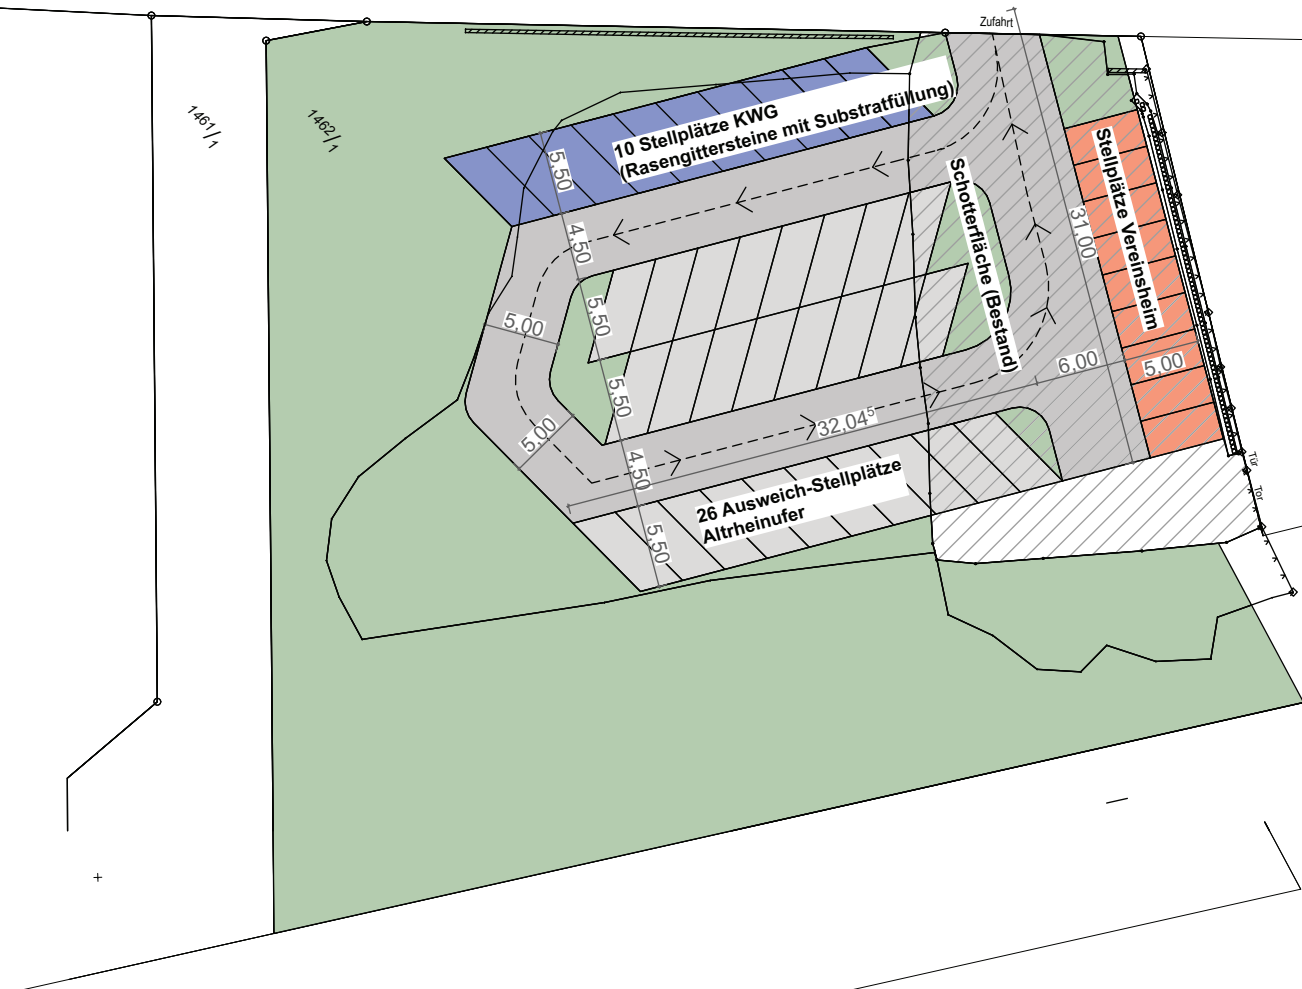 Zufahrt
1461/1
1462/1
10 Stellplätze KWG
(Rasengittersteine mit Substratfüllung)
Stellplätze Vereinsheim
Schotterfläche (Bestand)
5,50
4,50
31,00
5,50
5,00
5,50
6,00
5,00
5,00
32,04⁵
4,50
26 Ausweich-Stellplätze
Altrheinufer
5,50
Tür
Tor